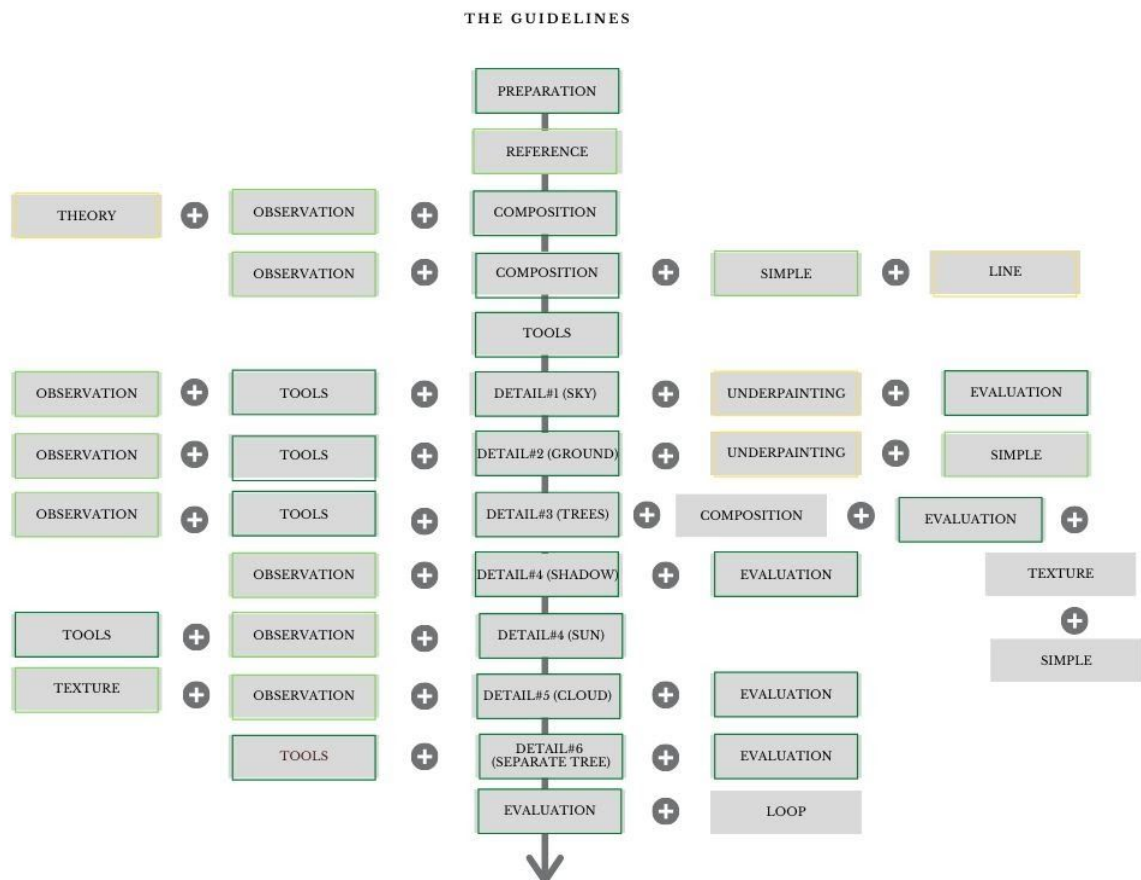 THE GUIDELINES
PREPARATION
REFERENCE
THEORY
OBSERVATION
COMPOSITION
OBSERVATION
COMPOSITION
SIMPLE
LINE
TOOLS
OBSERVATION
TOOLS
DETAIL#1 (SKY)
UNDERPAINTING
EVALUATION
OBSERVATION
TOOLS
DETAIL#2 (GROUND)
UNDERPAINTING
SIMPLE
OBSERVATION
TOOLS
DETAIL#3 (TREES)
COMPOSITION
EVALUATION
OBSERVATION
DETAIL#4 (SHADOW)
EVALUATION
TEXTURE
TOOLS
OBSERVATION
DETAIL#4 (SUN)
SIMPLE
TEXTURE
OBSERVATION
DETAIL#5 (CLOUD)
EVALUATION
TOOLS
DETAIL#6
(SEPARATE TREE)
EVALUATION
EVALUATION
LOOP